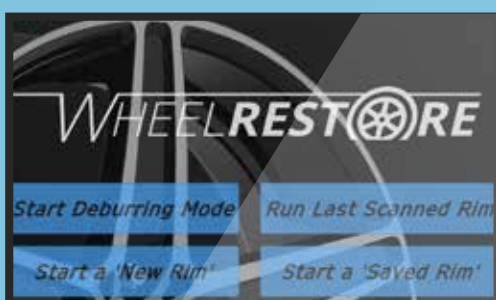 WHEELRESTORE
Start Deburring Mode Run Last Scanned Rim
Start a 'New Rim' Start a 'Saved Rim'